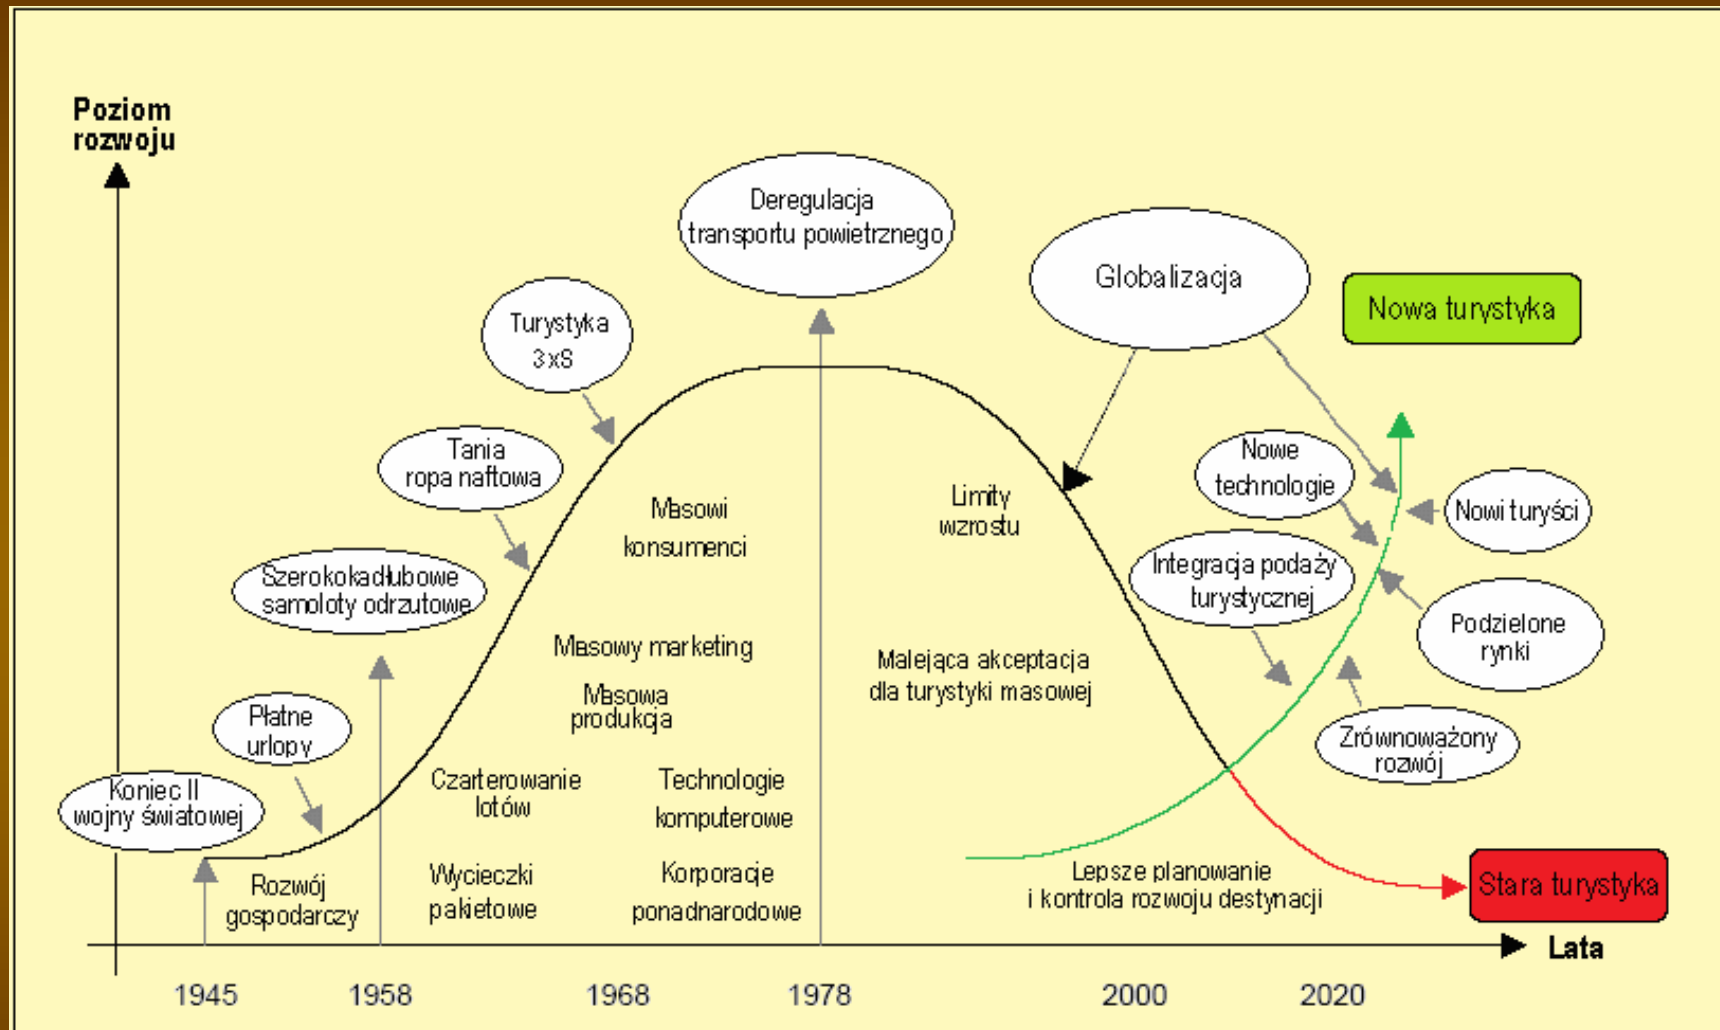 Poziom
rozwoju
Deregulacja
transportu powietrznego
Globalizacja
Nowa turystyka
Turystyka
3xS
Tania
ropa naftowa
Nowe
technologie
Nowi turyści
Masowi
konsumenci
Limity
wzrostu
Szerokokadłubowe
samoloty odrzutowe
Integracja podaży
turystycznej
Podzielone
rynki
Masowy marketing
Malejąca akceptacja
dla turystyki masowej
Masowa
produkcja
Płatne
urlopy
Zrównoważony
rozwój
Koniec II
wojny światowej
Czarterowanie
lotów
Technologie
komputerowe
Rozwój
gospodarczy
Wycieczki
pakietowe
Korporacje
ponadnarodowe
Lepsze planowanie
i kontrola rozwoju destynacji
Stara turystyka
Lata
1945 1958 1968 1978 2000 2020